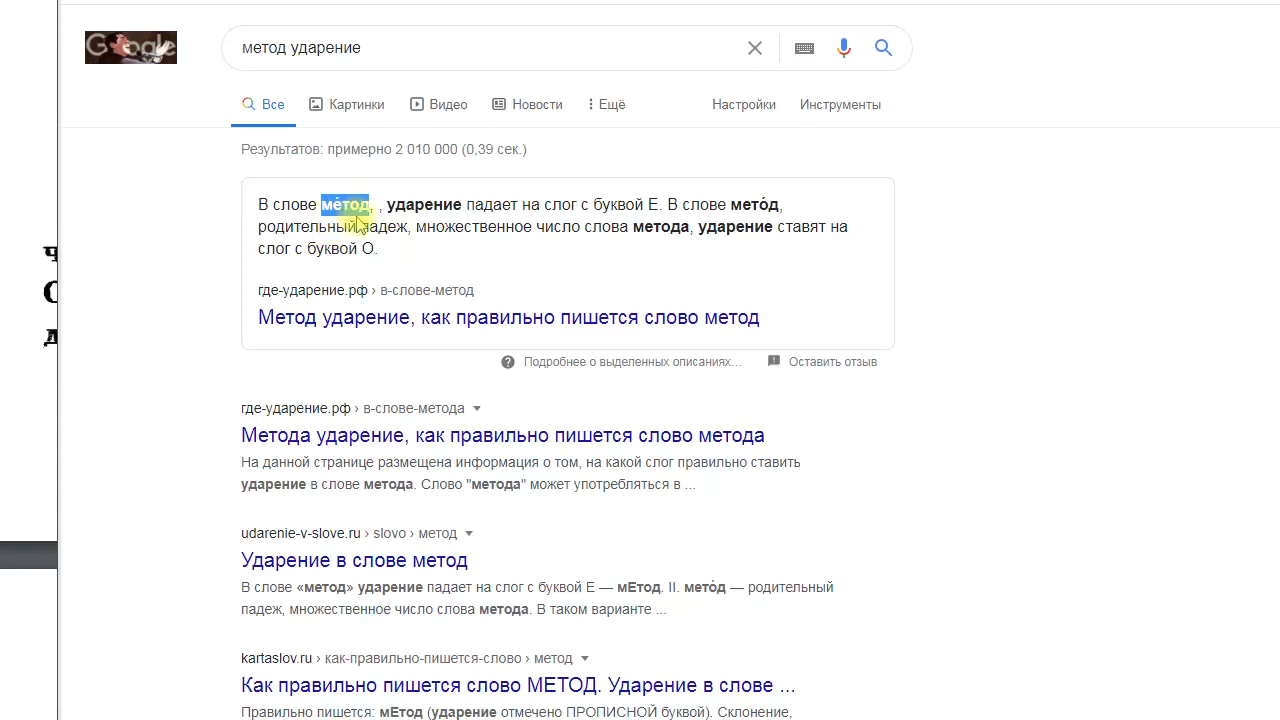 Google
метод ударение
Все Картинки Видео Новости Ещё Настройки Инструменты
Результатов: примерно 2 010 000 (0,39 сек.)
В слове ме́тод, , ударение падает на слог с буквой Е. В слове мето́д,
родительный падеж, множественное число слова метода, ударение ставят на
слог с буквой О.
где-ударение.рф › в-слове-метод
Метод ударение, как правильно пишется слово метод
Подробнее о выделенных описаниях... Оставить отзыв
где-ударение.рф › в-слове-метода
Метода ударение, как правильно пишется слово метода
На данной странице размещена информация о том, на какой слог правильно ставить
ударение в слове метода. Слово "метода" может употребляться в ...
udarenie-v-slove.ru › slovo › метод
Ударение в слове метод
В слове «метод» ударение падает на слог с буквой Е — мЕтод. II. мето́д — родительный
падеж, множественное число слова метода. В таком варианте ...
kartaslov.ru › как-правильно-пишется-слово › метод
Как правильно пишется слово МЕТОД. Ударение в слове ...
Правильно пишется: мЕтод (ударение отмечено ПРОПИСНОЙ буквой). Склонение,